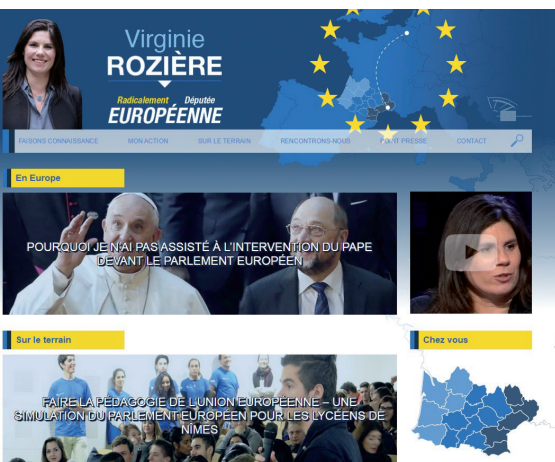 Virginie
ROZIÈRE
Radicalement Députée
EUROPÉENNE
FAISONS CONNAISSANCE MON ACTION SUR LE TERRAIN RENCONTRONS-NOUS POINT PRESSE CONTACT
En Europe
POURQUOI JE N'AI PAS ASSISTÉ À L'INTERVENTION DU PAPE
DEVANT LE PARLEMENT EUROPÉEN
Sur le terrain
Chez vous
FAIRE LA PÉDAGOGIE DE L'UNION EUROPÉENNE – UNE
SIMULATION DU PARLEMENT EUROPÉEN POUR LES LYCÉENS DE
NÎMES